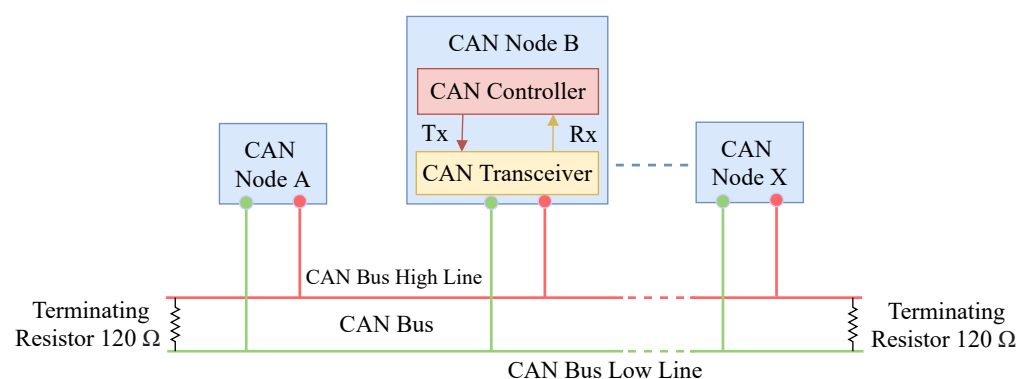 CAN Node B
CAN Controller
Tx
Rx
CAN Transceiver
CAN
Node A
CAN
Node X
CAN Bus High Line
Terminating
Resistor 120 Ω
CAN Bus
Terminating
Resistor 120 Ω
CAN Bus Low Line